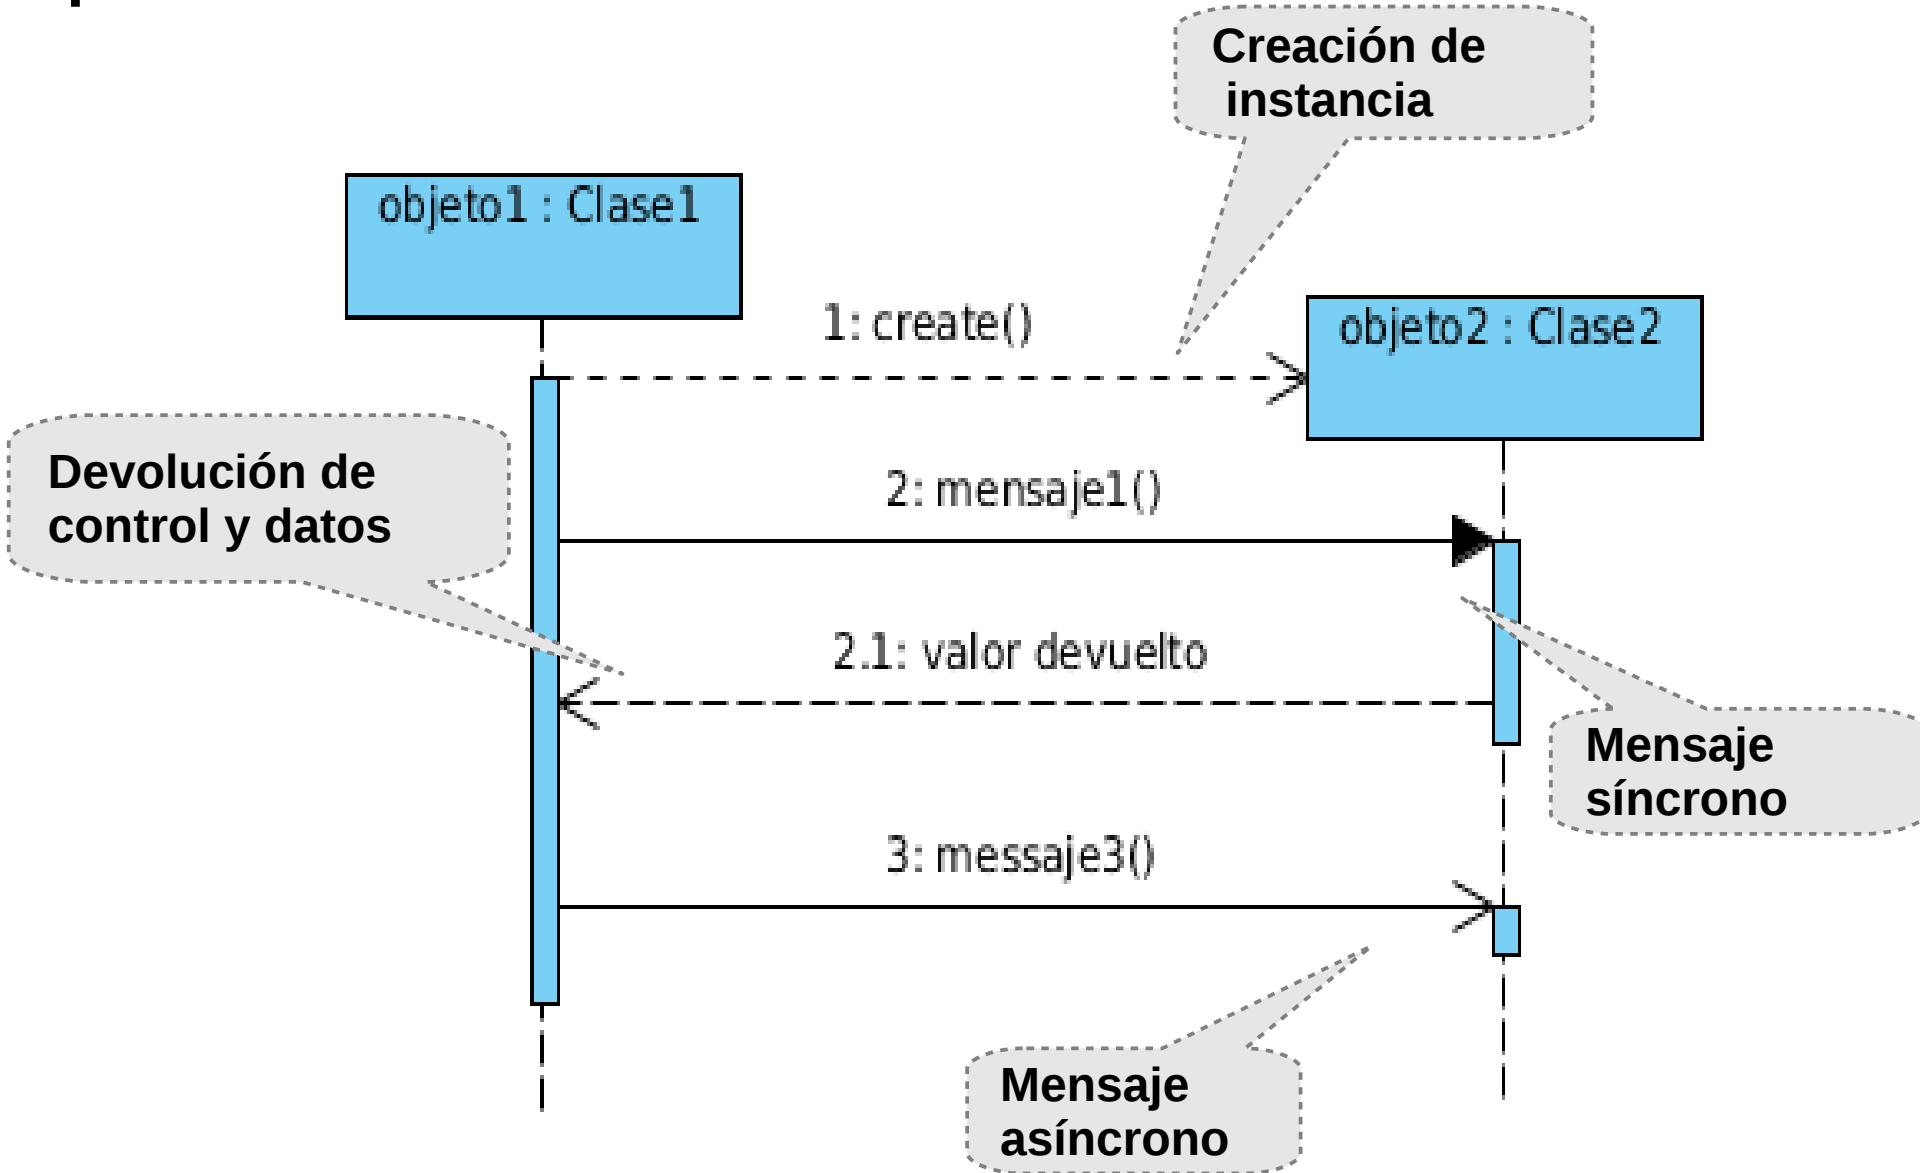 Creación de
instancia
objeto1 : Clase1
1: create()
objeto2 : Clase2
Devolución de
control y datos
2: mensaje1()
2.1: valor devuelto
Mensaje
síncrono
3: messaje3()
Mensaje
asíncrono